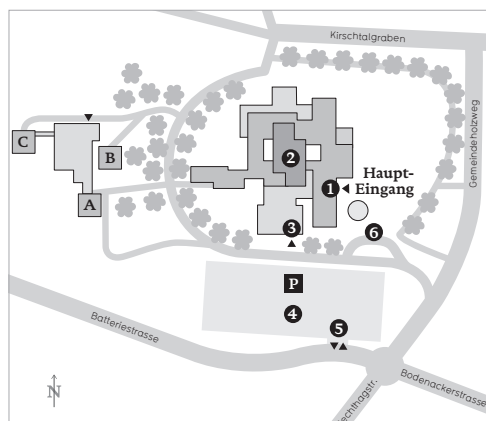 Kirschtalgraben
Gemeindeholzweg
C
B
A
2
1
Haupt-
Eingang
3
6
P
4
5
Batteriestrasse
Bodenackerstrasse
N